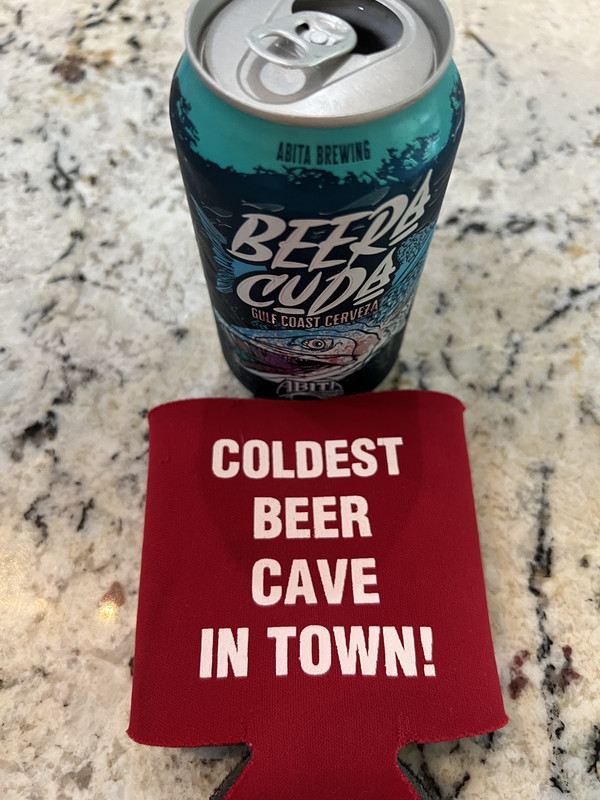 ABITA BREWING
BEERA
CUDA
GULF COAST CERVEZA
ABITA
COLDEST
BEER
CAVE
IN TOWN!